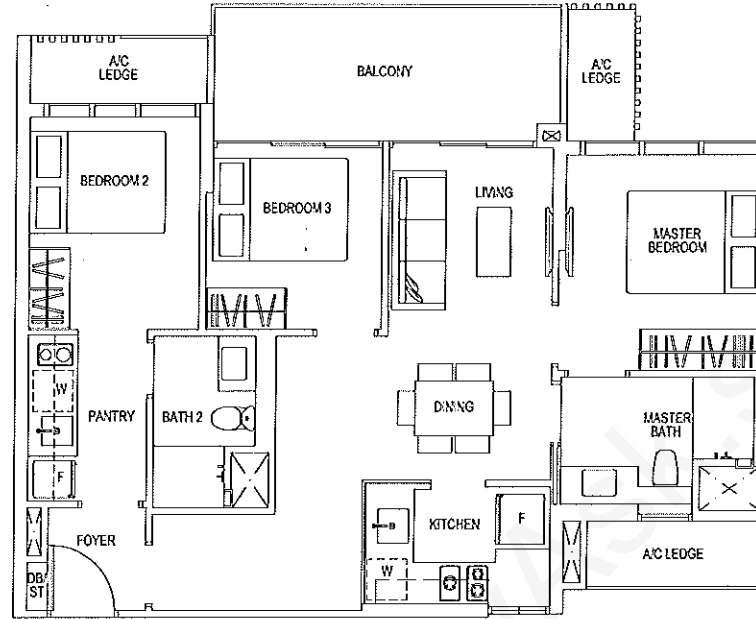 A/C
LEDGE
BALCONY
A/C
LEDGE
BEDROOM 2
BEDROOM 3
LIVING
MASTER
BEDROOM
W
PANTRY
BATH 2
DINING
MASTER
BATH
F
KITCHEN
F
FOYER
A/C LEDGE
DB/
ST
W